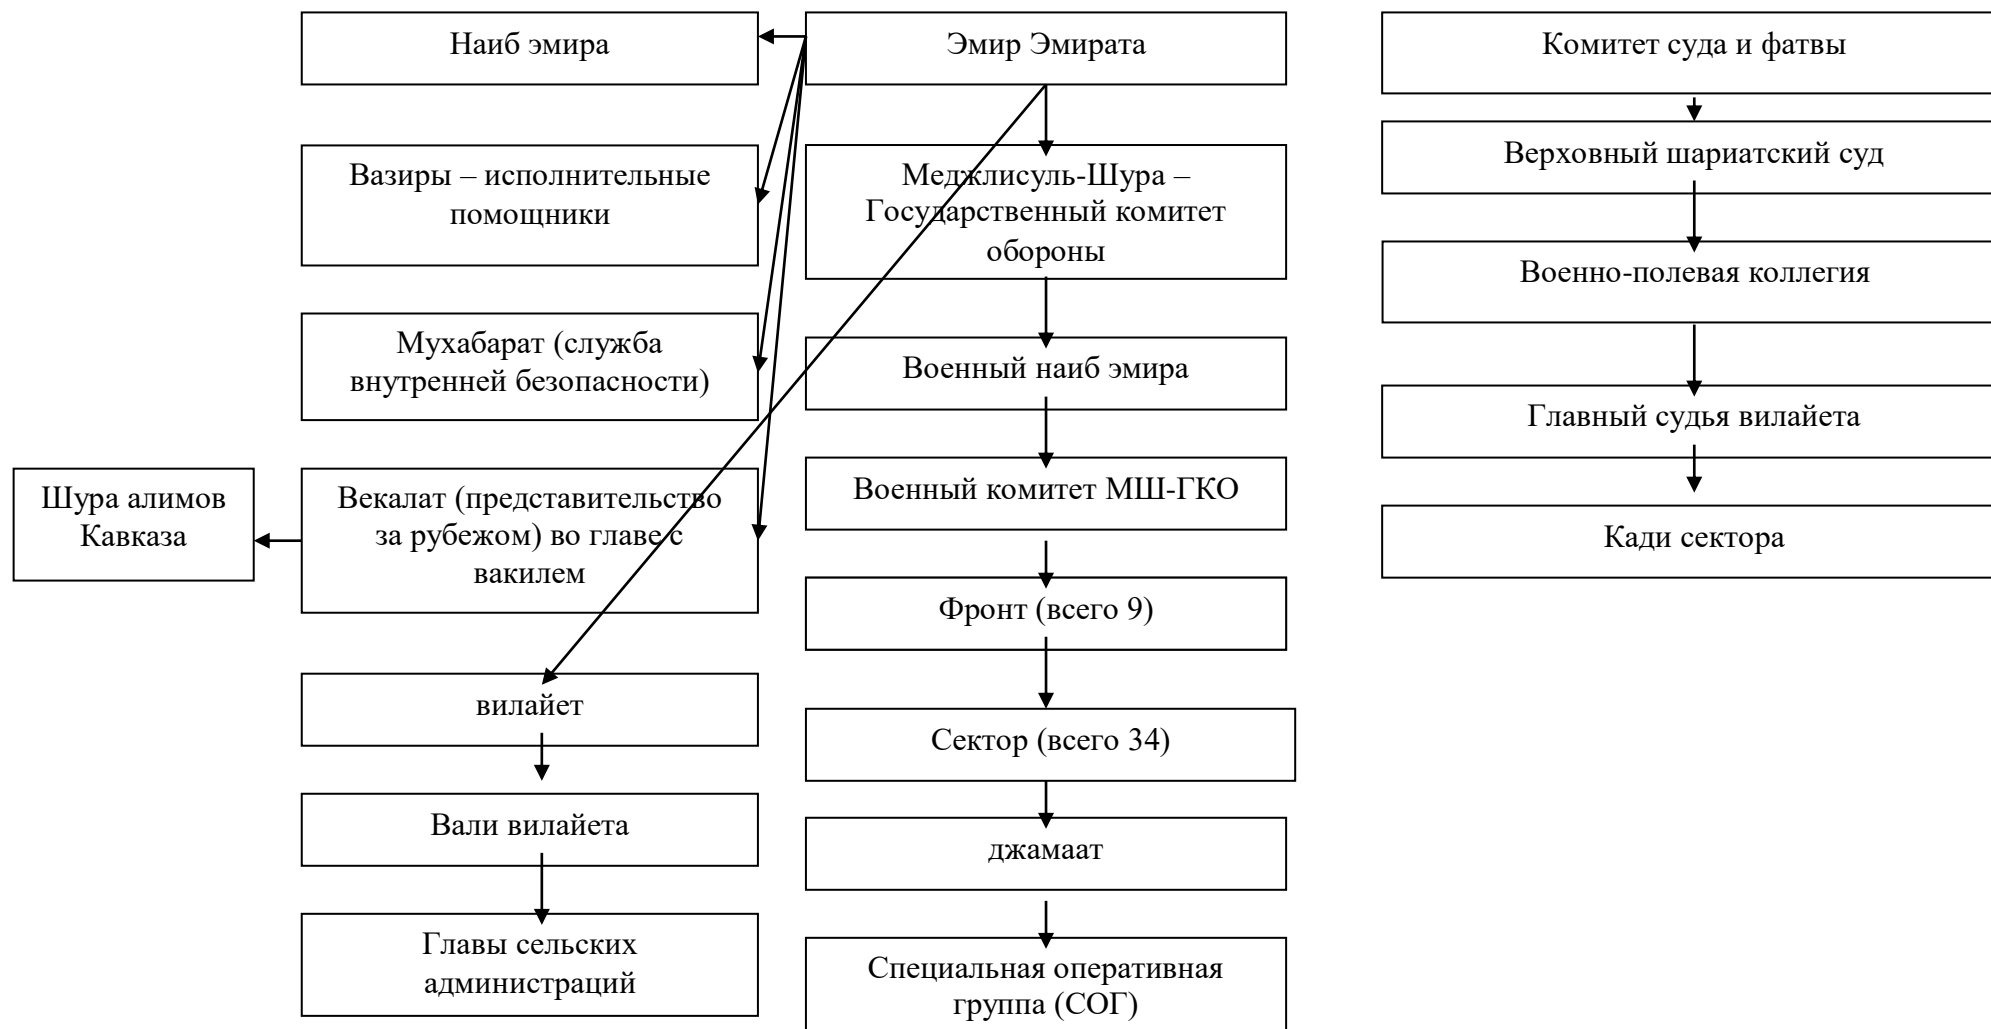 Наиб эмира
Эмир Эмирата
Комитет суда и фатвы
Вазиры – исполнительные
помощники
Меджлисуль-Шура –
Государственный комитет
обороны
Верховный шариатский суд
Военно-полевая коллегия
Мухабарат (служба
внутренней безопасности)
Военный наиб эмира
Главный судья вилайета
Шура алимов
Кавказа
Векалат (представительство
за рубежом) во главе с
вакилем
Военный комитет МШ-ГКО
Кади сектора
Фронт (всего 9)
вилайет
Сектор (всего 34)
Вали вилайета
джамаат
Главы сельских
администраций
Специальная оперативная
группа (СОГ)